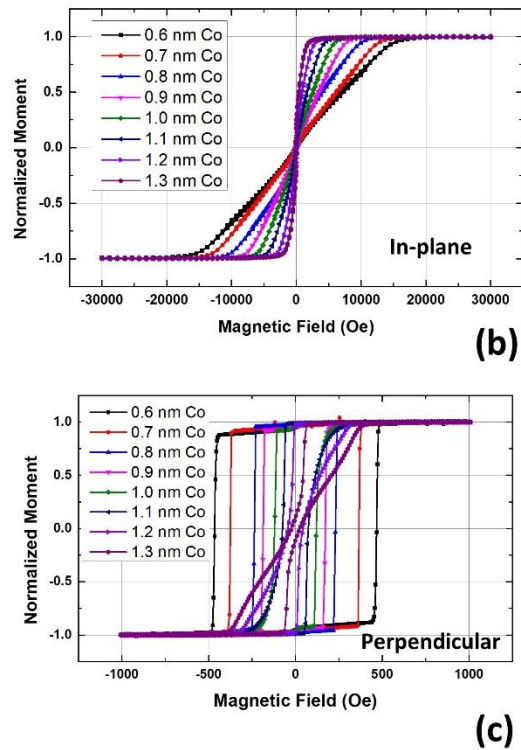 1.0
0.5
0.0
-0.5
-1.0
Normalized Moment
0.6 nm Co
0.7 nm Co
0.8 nm Co
0.9 nm Co
1.0 nm Co
1.1 nm Co
1.2 nm Co
1.3 nm Co
In-plane
-30000 -20000 -10000 0 10000 20000 30000
Magnetic Field (Oe)
(b)
1.0
0.5
0.0
-0.5
-1.0
Normalized Moment
0.6 nm Co
0.7 nm Co
0.8 nm Co
0.9 nm Co
1.0 nm Co
1.1 nm Co
1.2 nm Co
1.3 nm Co
Perpendicular
-1000 -500 0 500 1000
Magnetic Field (Oe)
(c)